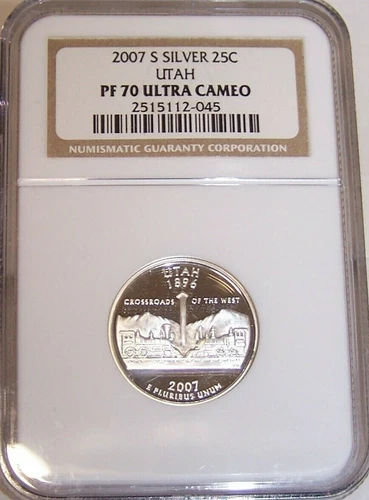 2007 S SILVER 25C
UTAH
PF 70 ULTRA CAMEO
2515112-045
NUMISMATIC GUARANTY CORPORATION
UTAH
1896
CROSSROADS OF THE WEST
2007
E PLURIBUS UNUM